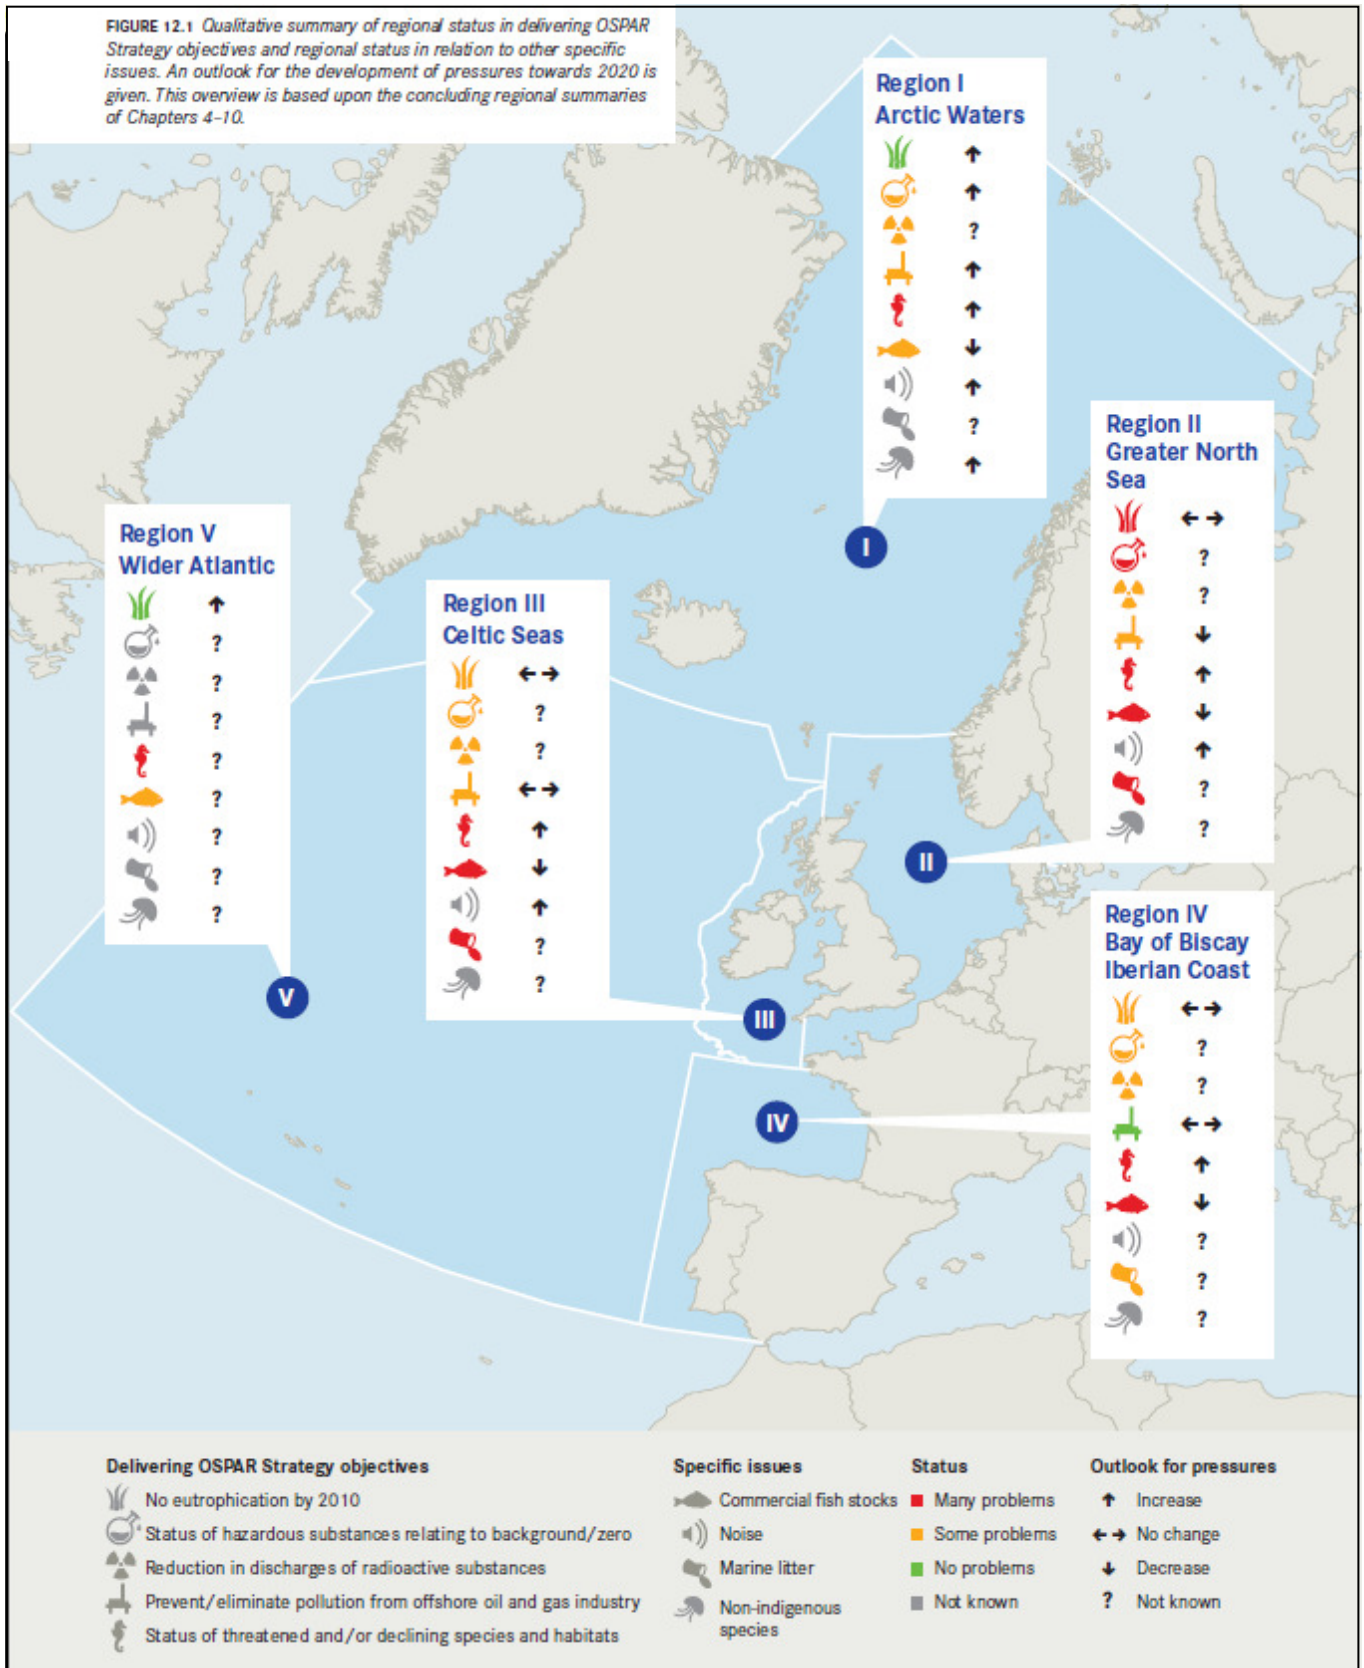 FIGURE 12.1 Qualitative summary of regional status in delivering OSPAR
Strategy objectives and regional status in relation to other specific
issues. An outlook for the development of pressures towards 2020 is
given. This overview is based upon the concluding regional summaries
of Chapters 4–10.
Region I
Arctic Waters
?
?
Region II
Greater North
Sea
?
?
?
?
Region V
Wider Atlantic
?
?
?
?
?
?
?
?
Region III
Celtic Seas
?
?
?
?
Region IV
Bay of Biscay
Iberian Coast
?
?
?
?
?
I
II
III
IV
V
Delivering OSPAR Strategy objectives
No eutrophication by 2010
Status of hazardous substances relating to background/zero
Reduction in discharges of radioactive substances
Prevent/eliminate pollution from offshore oil and gas industry
Status of threatened and/or declining species and habitats
Specific issues
Commercial fish stocks
Noise
Marine litter
Non-indigenous
species
Status
Many problems
Some problems
No problems
Not known
Outlook for pressures
Increase
No change
Decrease
? Not known